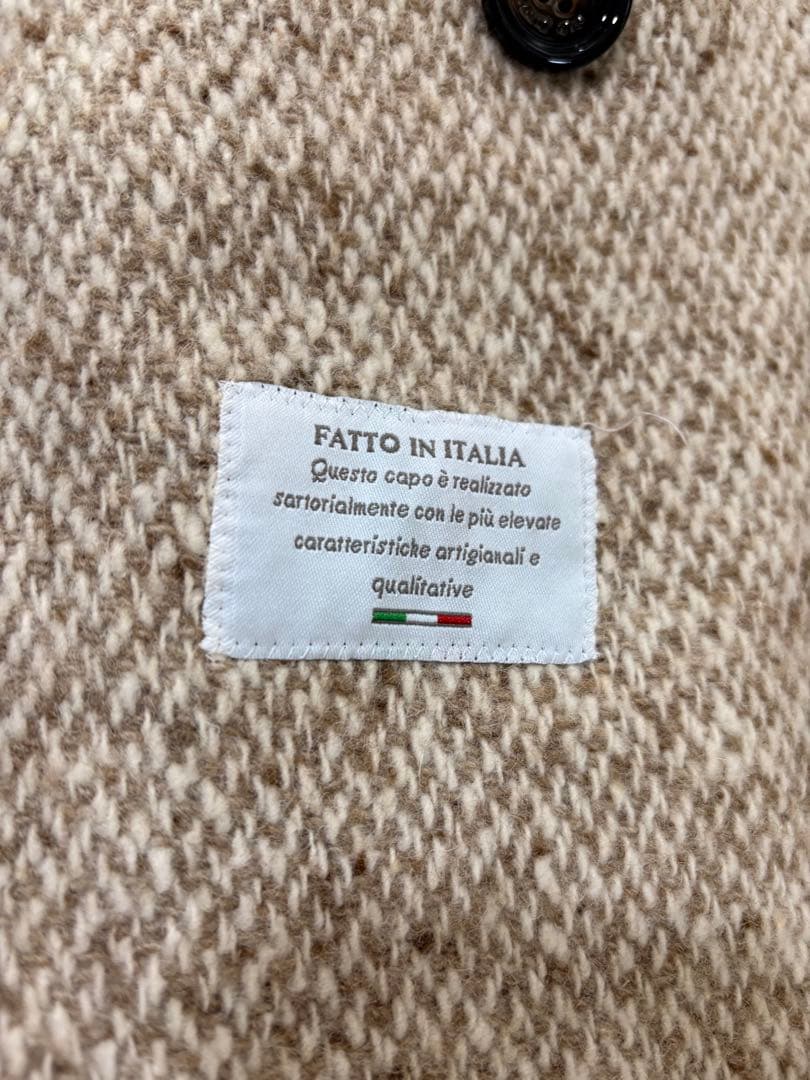 FATTO IN ITALIA
Questo capo è realizzato
sartorialmente con le più elevate
caratteristiche artigianali e
qualitative